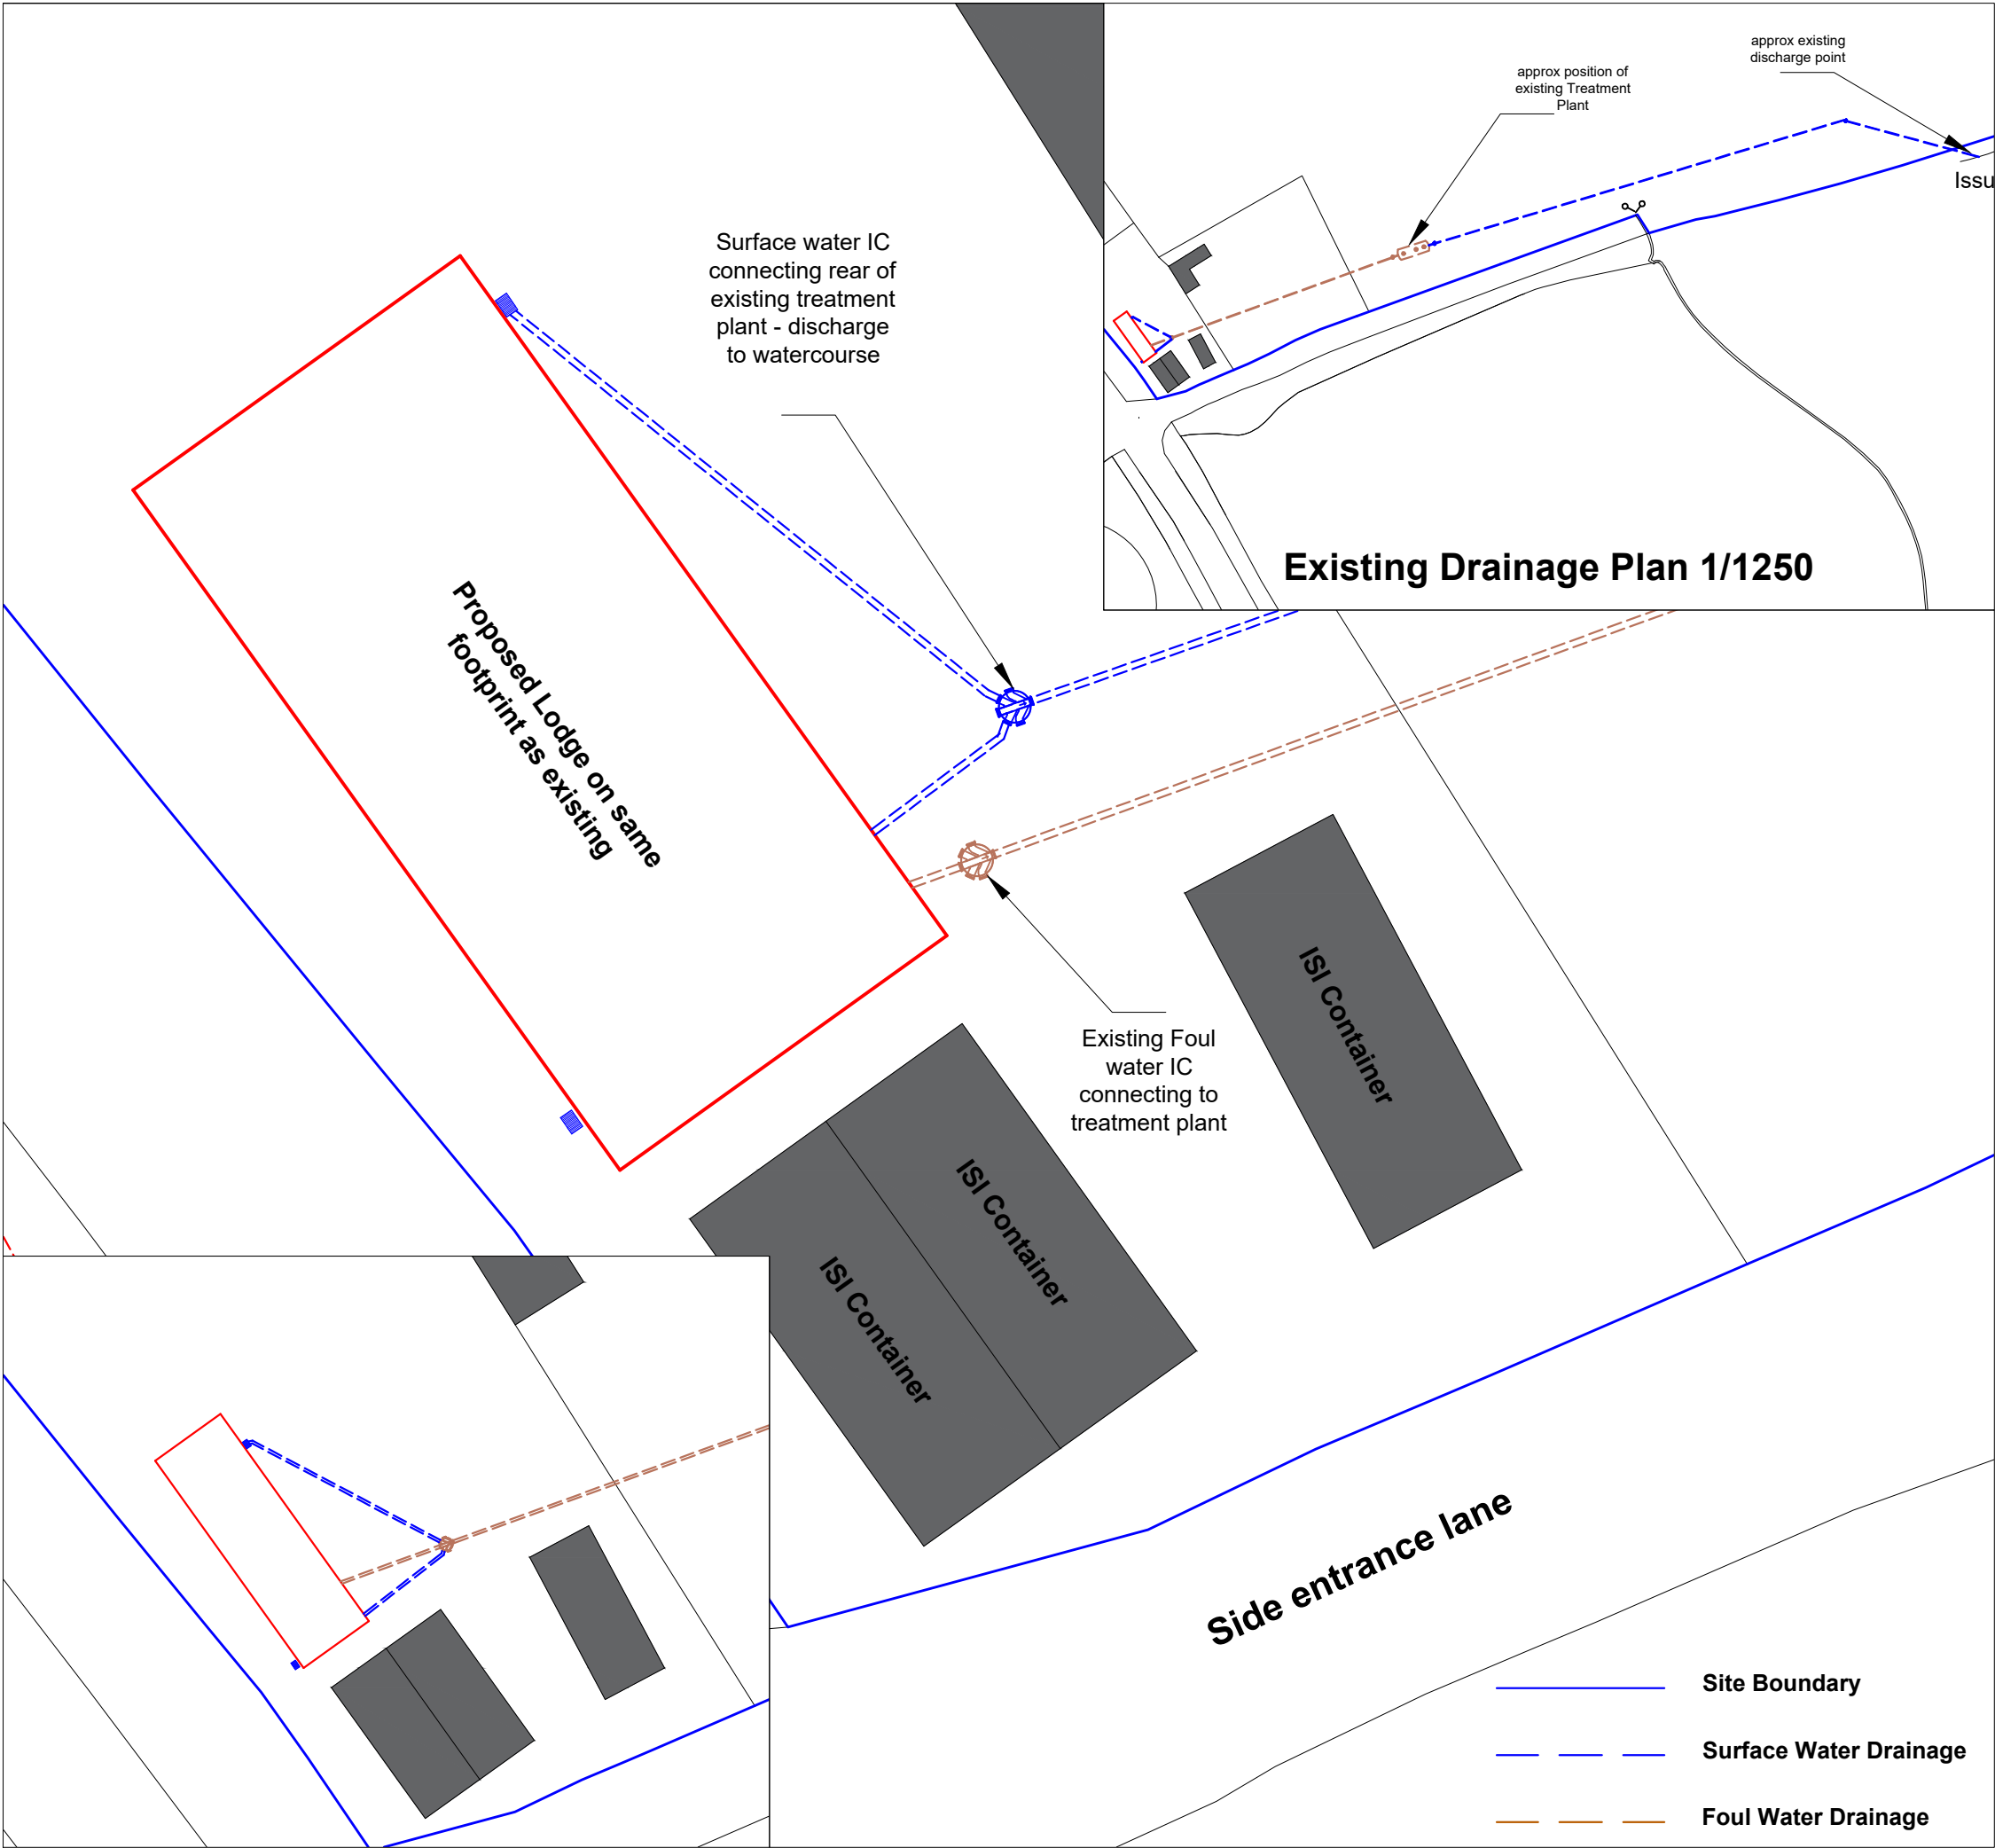 approx existing
discharge point
approx position of
existing Treatment
Plant
Issu
Existing Drainage Plan 1/1250
Surface water IC
connecting rear of
existing treatment
plant - discharge
to watercourse
Proposed Lodge on same
footprint as existing
Existing Foul
water IC
connecting to
treatment plant
ISI Container
ISI Container
ISI Container
Side entrance lane
Site Boundary
Surface Water Drainage
Foul Water Drainage